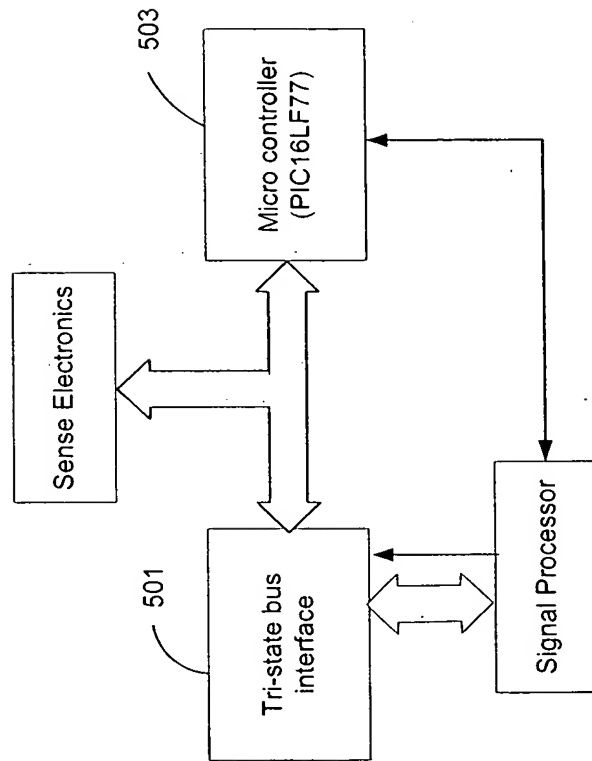 Sense Electronics
501
503
Tri-state bus
interface
Micro controller
(PIC16LF77)
Signal Processor